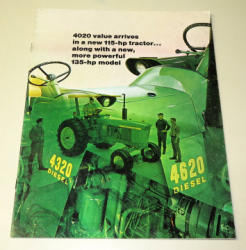 4020 value arrives
in a new 115-hp tractor...
along with a new,
more powerful
135-hp model
4320
DIESEL
4620
DIESEL